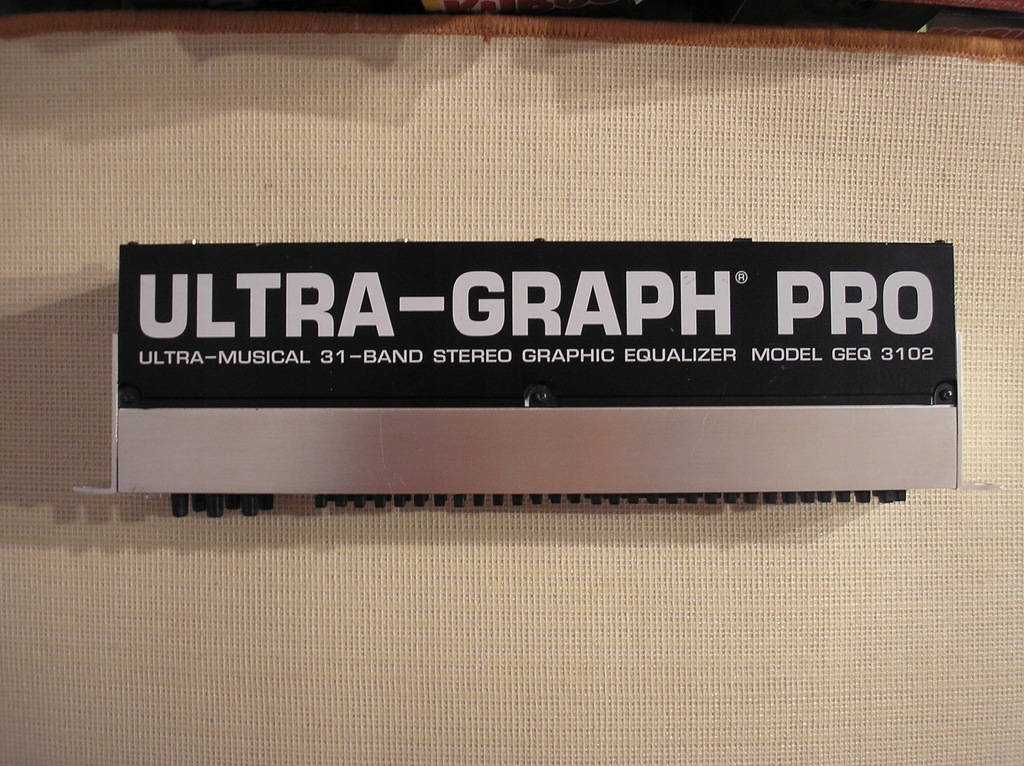 ULTRA-GRAPH® PRO
ULTRA-MUSICAL 31-BAND STEREO GRAPHIC EQUALIZER MODEL GEQ 3102